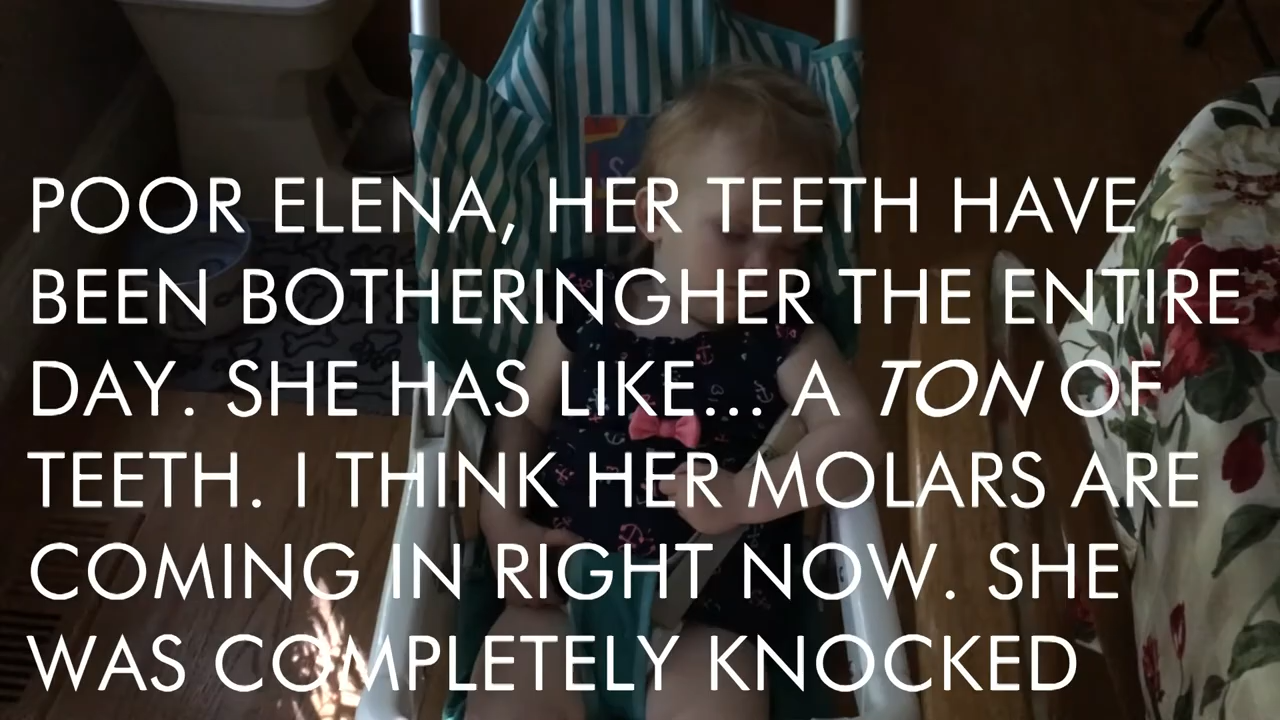 POOR ELENA, HER TEETH HAVE
BEEN BOTHERINGHER THE ENTIRE
DAY. SHE HAS LIKE... A TON OF
TEETH. I THINK HER MOLARS ARE
COMING IN RIGHT NOW. SHE
WAS COMPLETELY KNOCKED